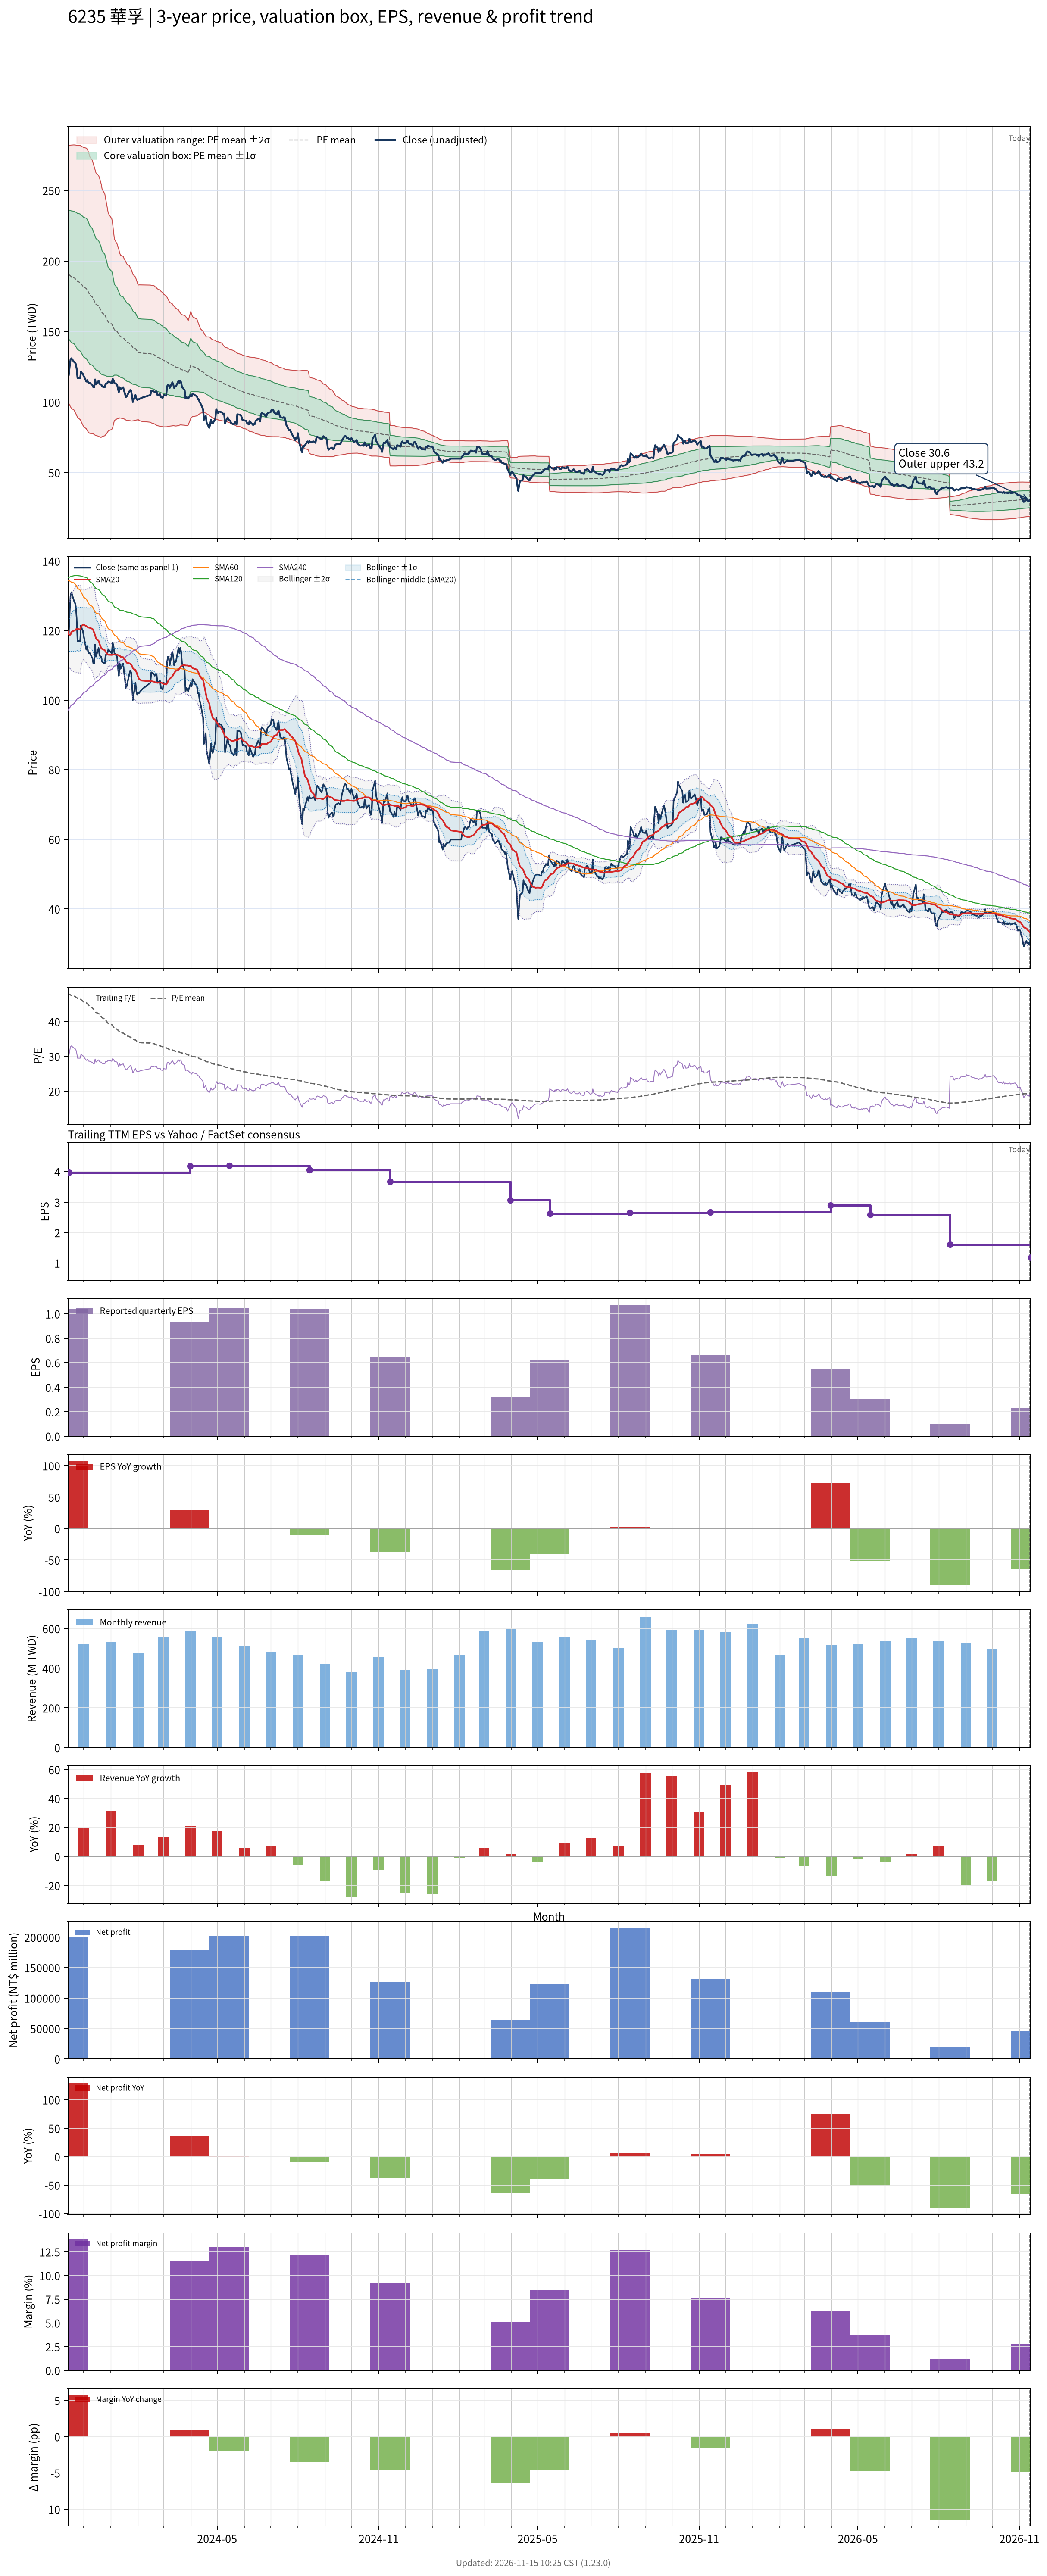 6235 華孚 | 3-year price, valuation box, EPS, revenue & profit trend
Outer valuation range: PE mean ±2σ
Core valuation box: PE mean ±1σ
PE mean
Close (unadjusted)
Today
Price (TWD)
250
200
150
100
50
Close 30.6
Outer upper 43.2
Close (same as panel 1)
SMA20
SMA60
SMA120
SMA240
Bollinger ±2σ
Bollinger ±1σ
Bollinger middle (SMA20)
Price
140
120
100
80
60
40
Trailing P/E
P/E mean
P/E
40
30
20
Trailing TTM EPS vs Yahoo / FactSet consensus
Today
EPS
4
3
2
1
Reported quarterly EPS
EPS
1.0
0.8
0.6
0.4
0.2
0.0
EPS YoY growth
YoY (%)
100
50
0
-50
-100
Monthly revenue
Revenue (M TWD)
600
400
200
0
Revenue YoY growth
YoY (%)
60
40
20
0
-20
Month
Net profit
Net profit (NT$ million)
200000
150000
100000
50000
0
Net profit YoY
YoY (%)
100
50
0
-50
-100
Net profit margin
Margin (%)
12.5
10.0
7.5
5.0
2.5
0.0
Margin YoY change
Δ margin (pp)
5
0
-5
-10
2024-05
2024-11
2025-05
2025-11
2026-05
2026-11
Updated: 2026-11-15 10:25 CST (1.23.0)